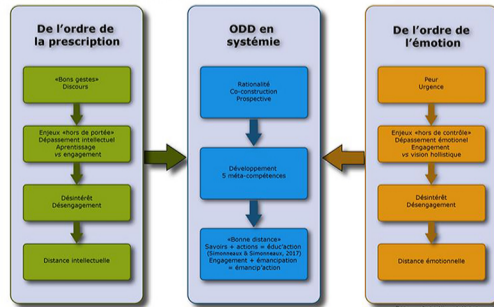 De l'ordre de
la prescription
«Bons gestes»
Discours
Enjeux «hors de portée»
Dépassement intellectuel
Apprentissage
vs engagement
Désintérêt
Désengagement
Distance intellectuelle
ODD en
systémie
Rationalité
Co-construction
Prospective
Développement
5 méta-compétences
«Bonne distance»
Savoirs + actions = éduc'action
(Simonneaux & Simonneaux, 2017)
Engagement + émancipation
= émancip'action
De l'ordre de
l'émotion
Peur
Urgence
Enjeux «hors de contrôle»
Dépassement émotionel
Engagement
vs vision hollistique
Désintérêt
Désengagement
Distance émotionnelle